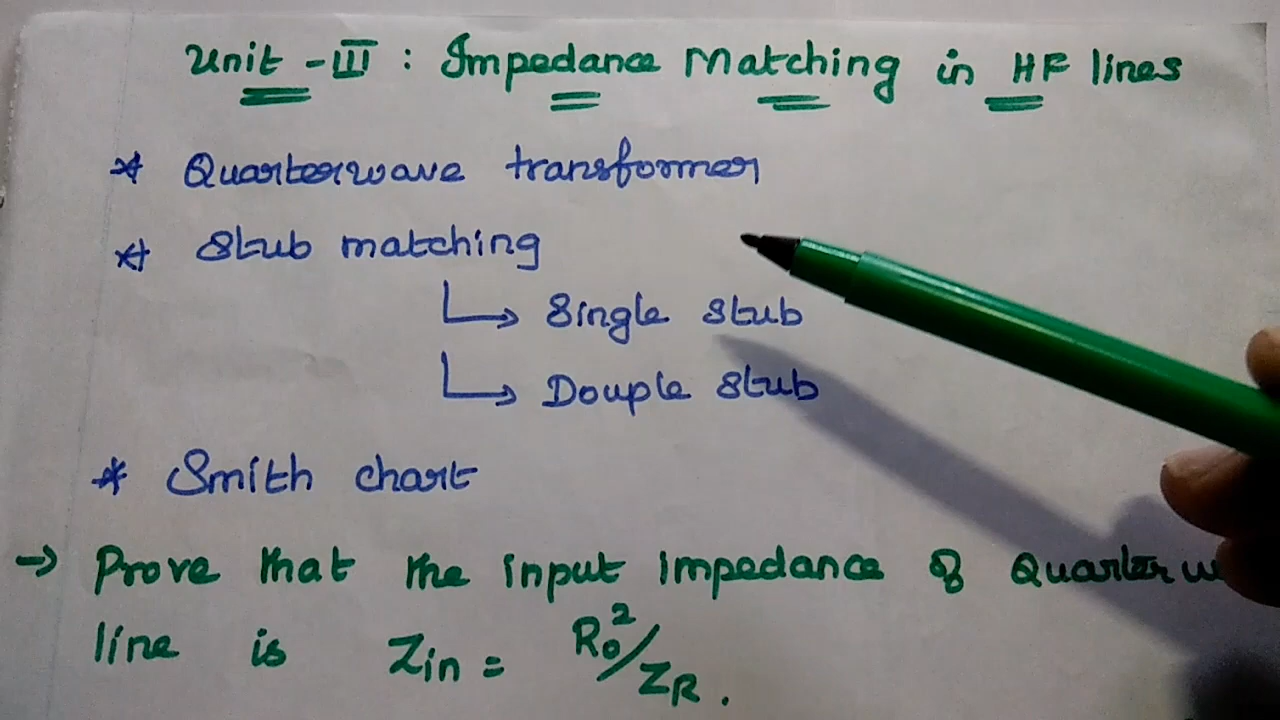 Unit - III : Impedance Matching in HF lines
* Quarterwave transformer
* Stub matching
↳ Single stub
↳ Douple stub
* Smith chart
→ Prove that the input impedance of Quarter
line is Zin = R₀²/ZR.